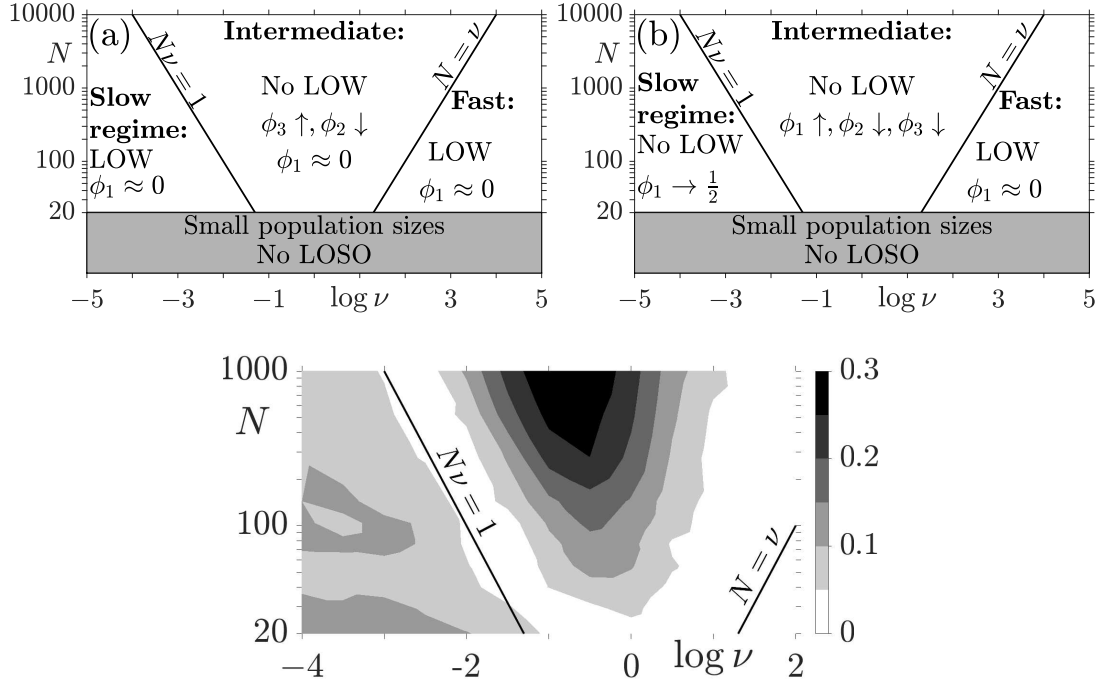 10000
1000
100
20
N
(a)
Nν = 1
Intermediate:
N = ν
No LOW
ϕ₃ ↑, ϕ₂ ↓
ϕ₁ ≈ 0
Slow
regime:
LOW
ϕ₁ ≈ 0
Fast:
LOW
ϕ₁ ≈ 0
Small population sizes
No LOSO
−5 −3 −1 log ν 3 5
10000
1000
100
20
N
(b)
Nν = 1
Intermediate:
N = ν
No LOW
ϕ₁ ↑, ϕ₂ ↓, ϕ₃ ↓
Slow
regime:
No LOW
ϕ₁ → 1/2
Fast:
LOW
ϕ₁ ≈ 0
Small population sizes
No LOSO
−5 −3 −1 log ν 3 5
1000
N
100
20
Nν = 1
N = ν
−4 -2 0 log ν 2
0.3
0.2
0.1
0